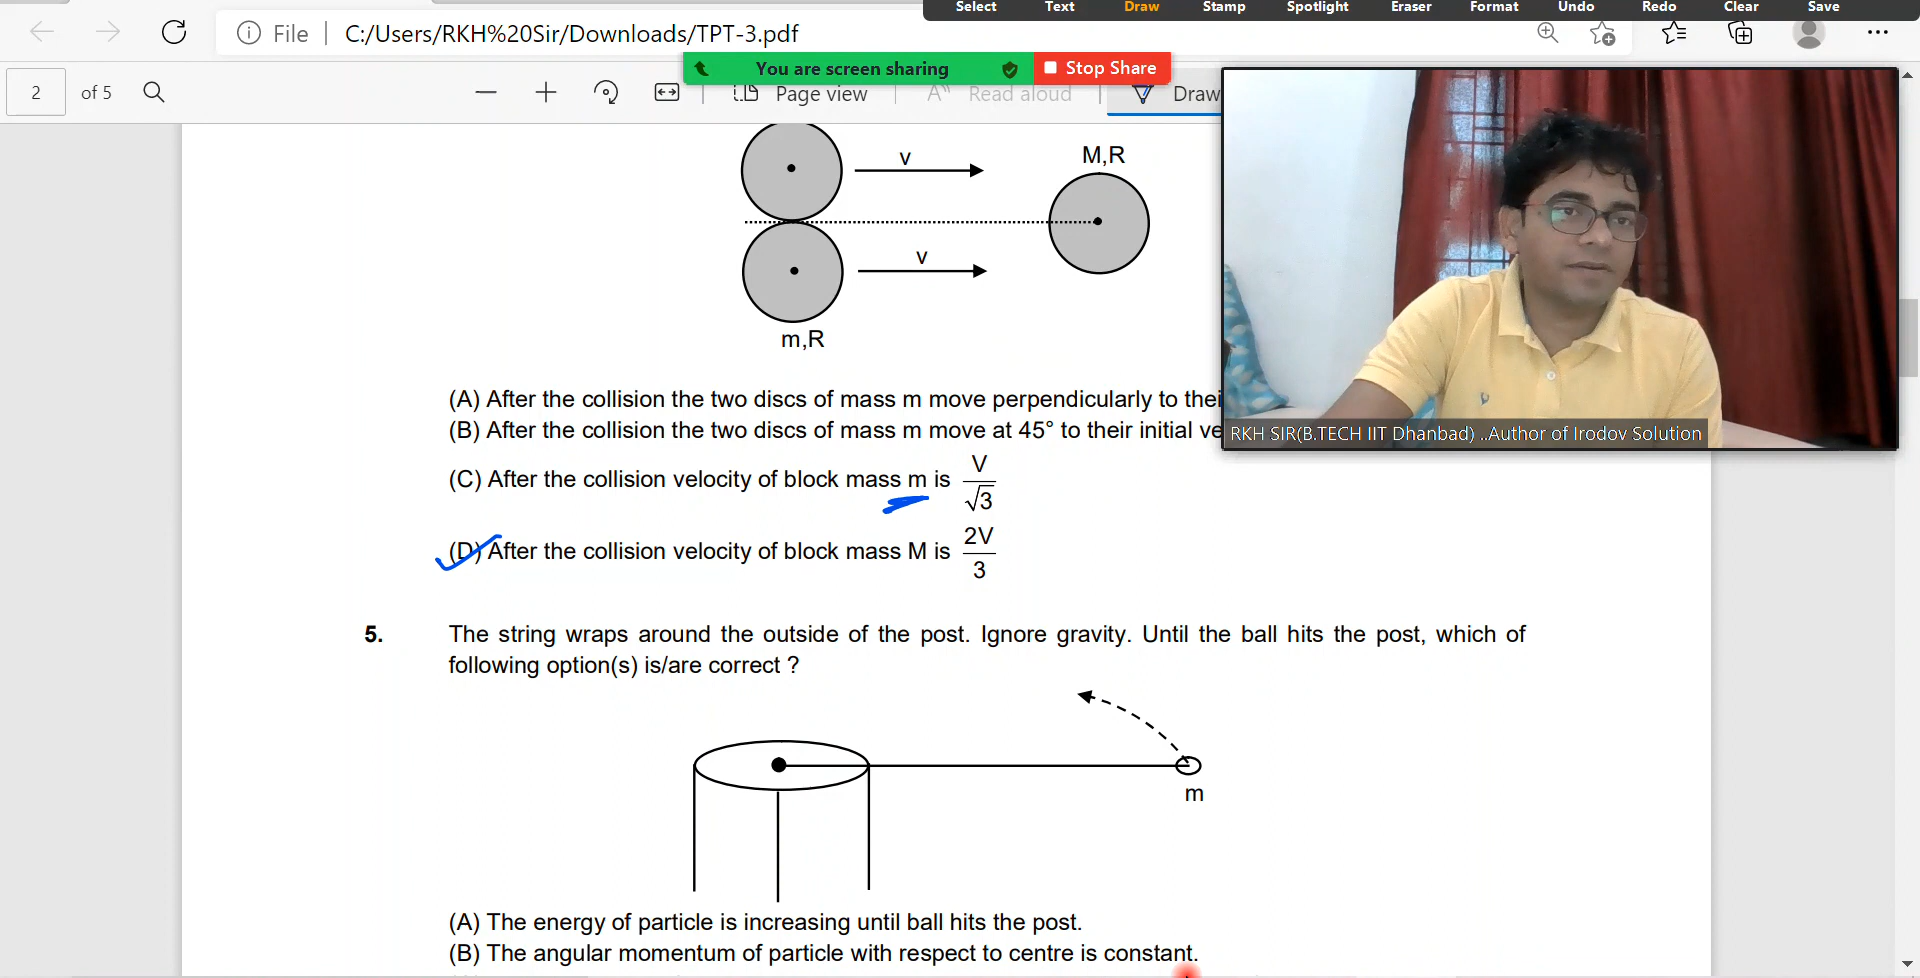 Select Text Draw Stamp Spotlight Eraser Format Undo Redo Clear Save
File C:/Users/RKH%20Sir/Downloads/TPT-3.pdf
You are screen sharing Stop Share
2 of 5 Page view Read aloud Draw
v
M,R
v
m,R
(A) After the collision the two discs of mass m move perpendicularly to thei
(B) After the collision the two discs of mass m move at 45° to their initial ve
RKH SIR(B.TECH IIT Dhanbad) ..Author of Irodov Solution
(C) After the collision velocity of block mass m is V/√3
(D) After the collision velocity of block mass M is 2V/3
5. The string wraps around the outside of the post. Ignore gravity. Until the ball hits the post, which of
following option(s) is/are correct ?
m
(A) The energy of particle is increasing until ball hits the post.
(B) The angular momentum of particle with respect to centre is constant.